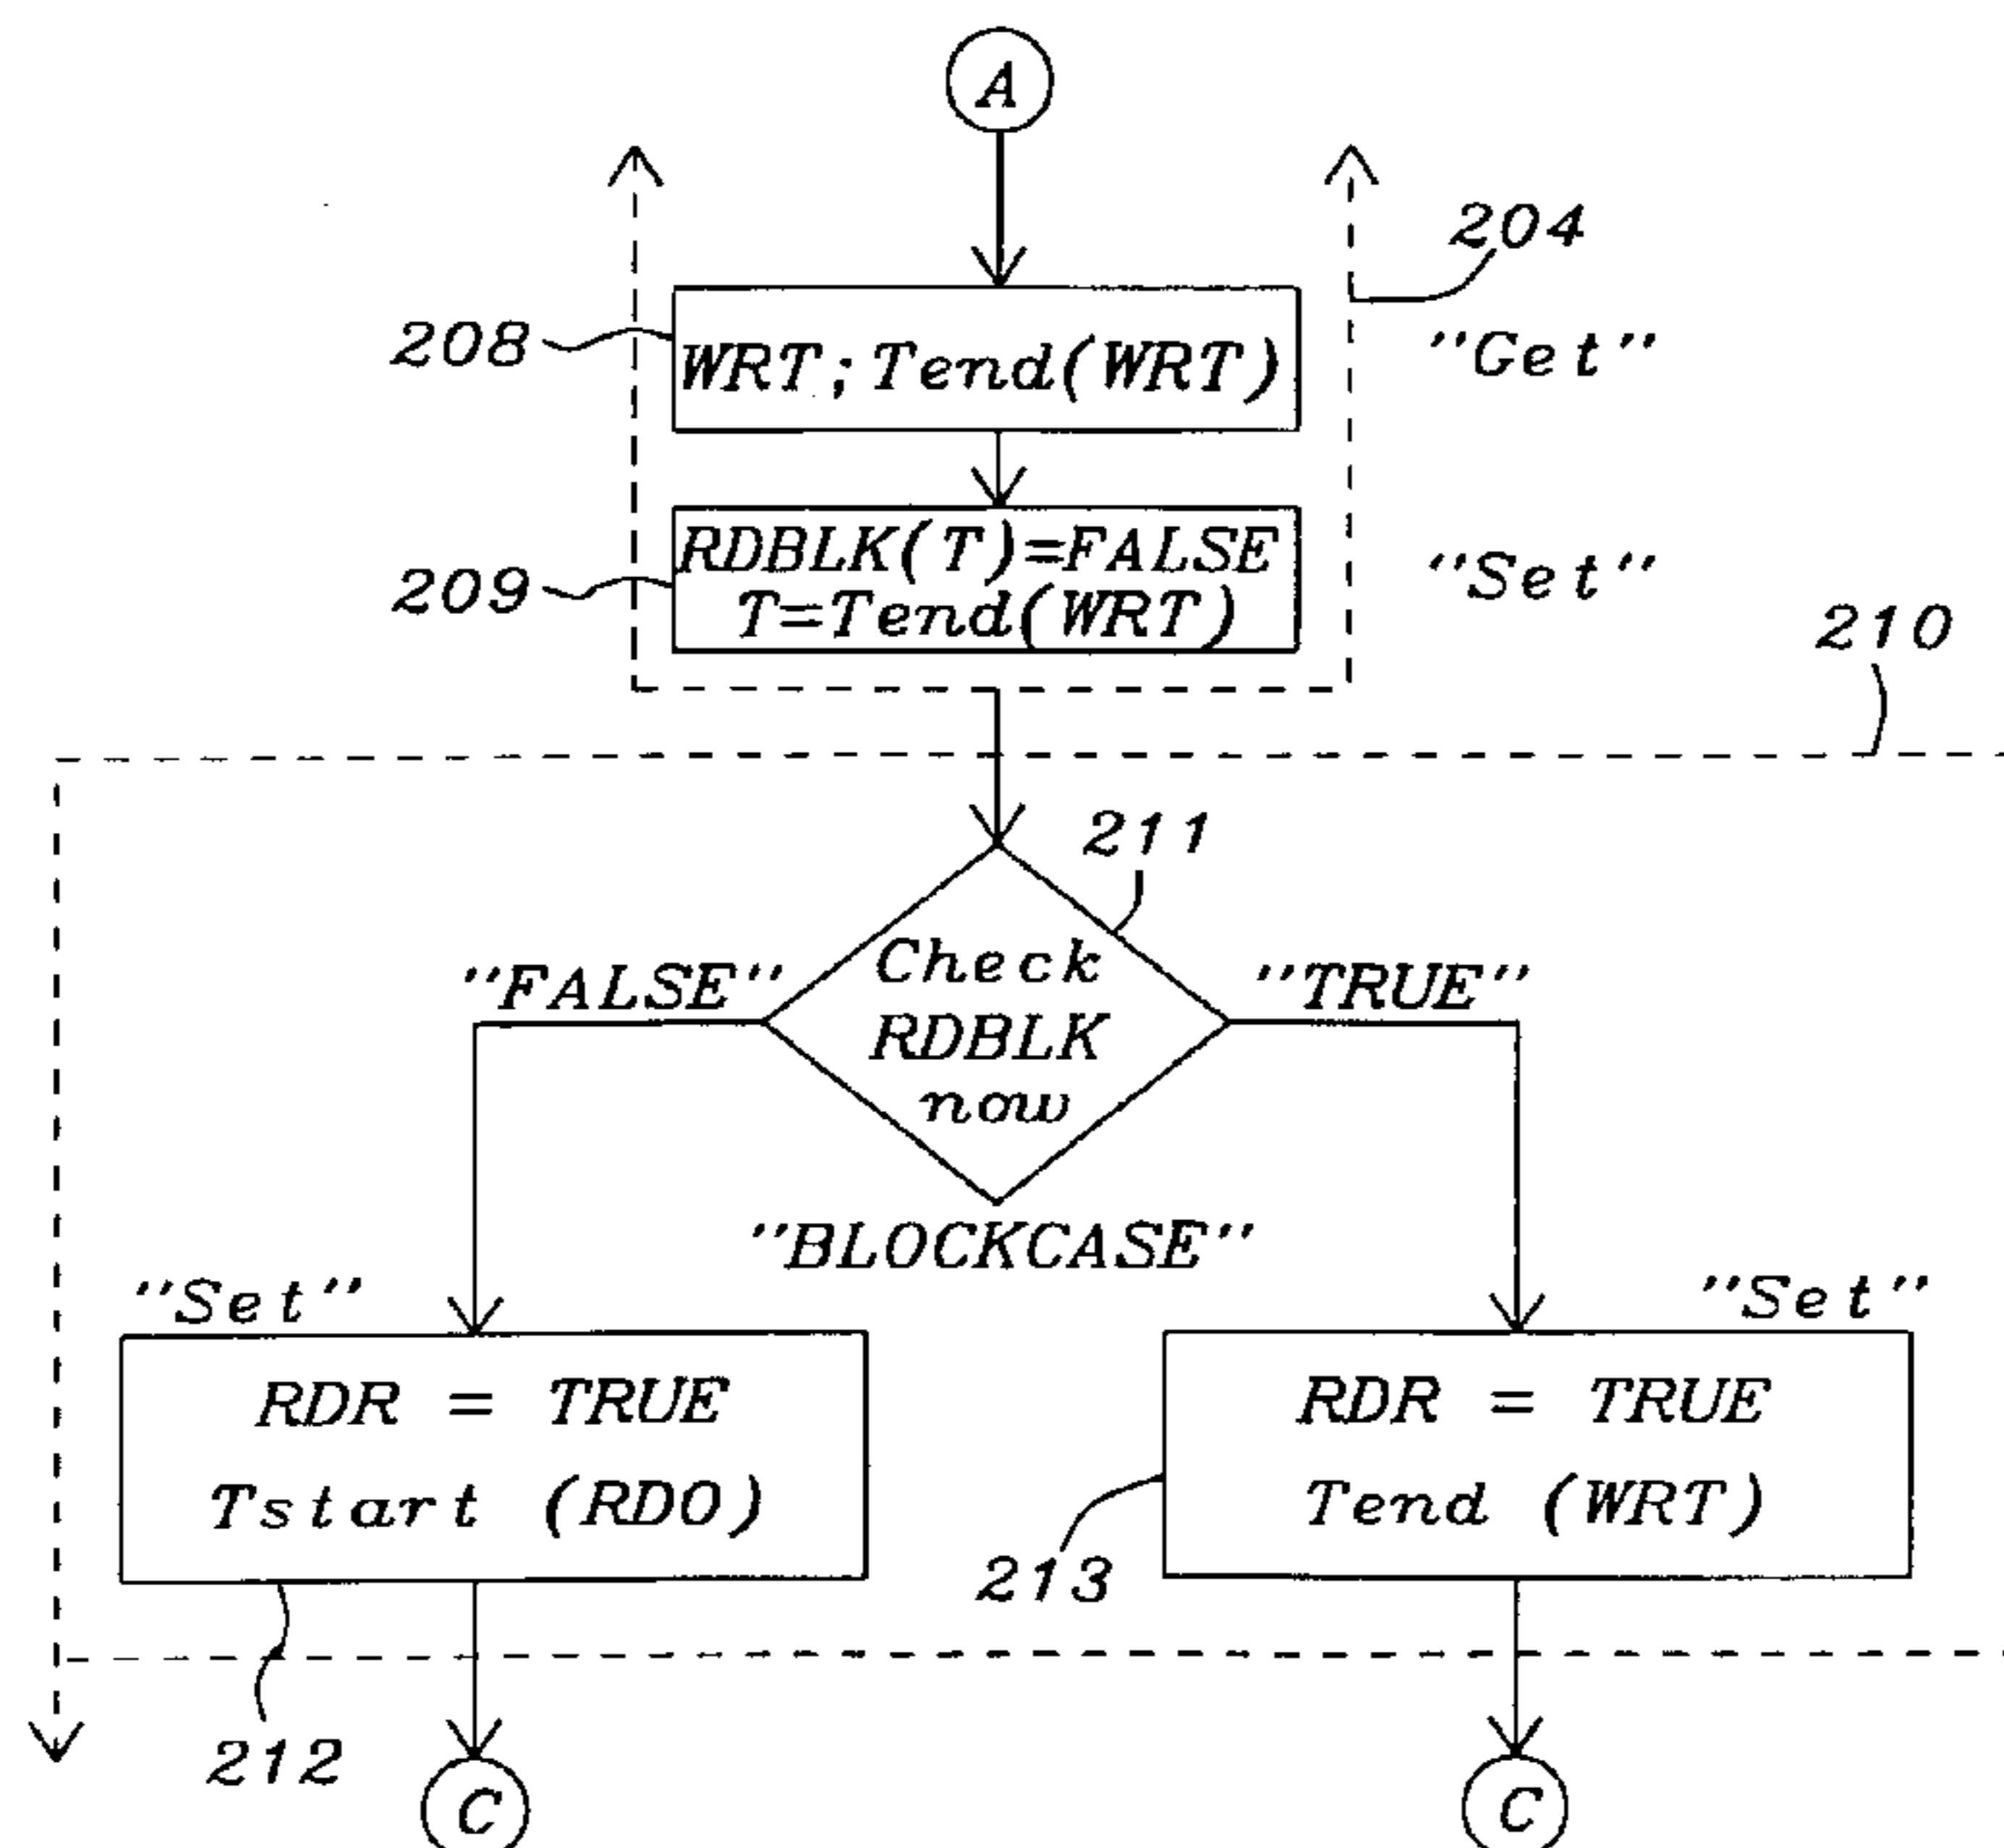 A
204
208
WRT;Tend(WRT)
"Get"
209
RDBLK(T)=FALSE
T=Tend(WRT)
"Set"
210
211
"FALSE"
Check
RDBLK
now
"TRUE"
"BLOCKCASE"
"Set"
"Set"
RDR = TRUE
Tstart (RDO)
RDR = TRUE
Tend (WRT)
213
212
C
C